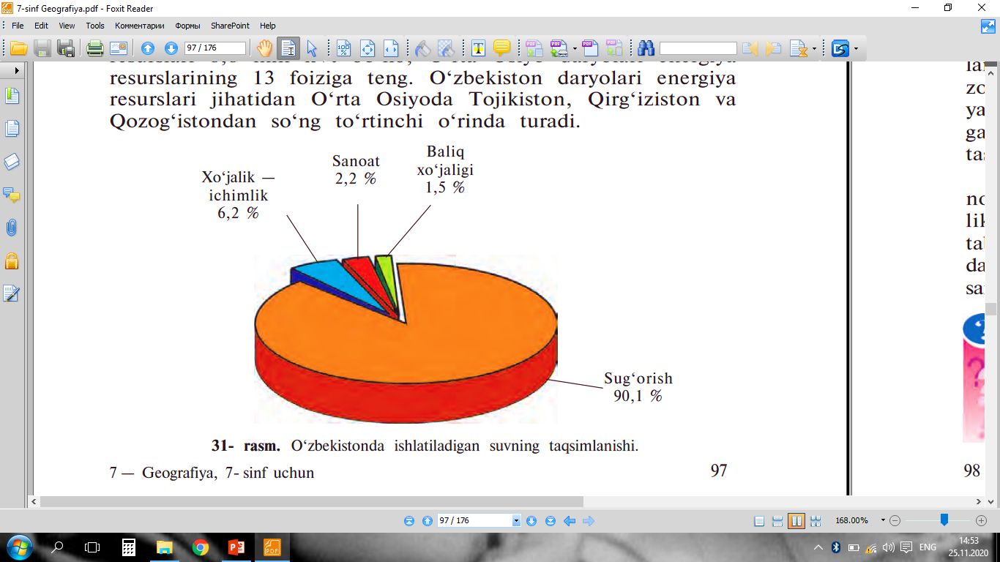 7-sinf Geografiya.pdf - Foxit Reader
File Edit View Tools Комментарии Формы SharePoint Help
97 / 176
resurslarining 13 foiziga teng. O‘zbekiston daryolari energiya
resurslari jihatidan O‘rta Osiyoda Tojikiston, Qirg‘iziston va
Qozog‘istondan so‘ng to‘rtinchi o‘rinda turadi.
Xo‘jalik —
ichimlik
6,2 %
Sanoat
2,2 %
Baliq
xo‘jaligi
1,5 %
Sug‘orish
90,1 %
31- rasm. O‘zbekistonda ishlatiladigan suvning taqsimlanishi.
7 — Geografiya, 7- sinf uchun
97
zo
ya
ga
no
98
97 / 176
168.00%
ENG
14:53
25.11.2020